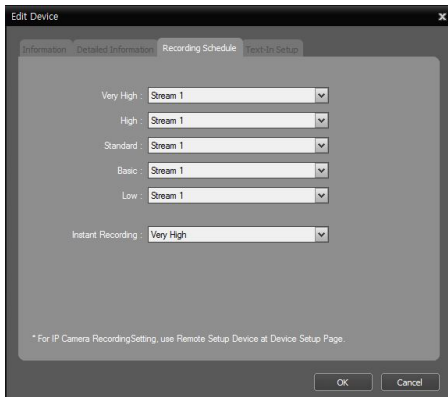 Edit Device x
Information Detailed Information Recording Schedule Text-In Setup
Very High : Stream 1
High : Stream 1
Standard : Stream 1
Basic : Stream 1
Low : Stream 1
Instant Recording : Very High
* For IP Camera RecordingSetting, use Remote Setup Device at Device Setup Page.
OK Cancel